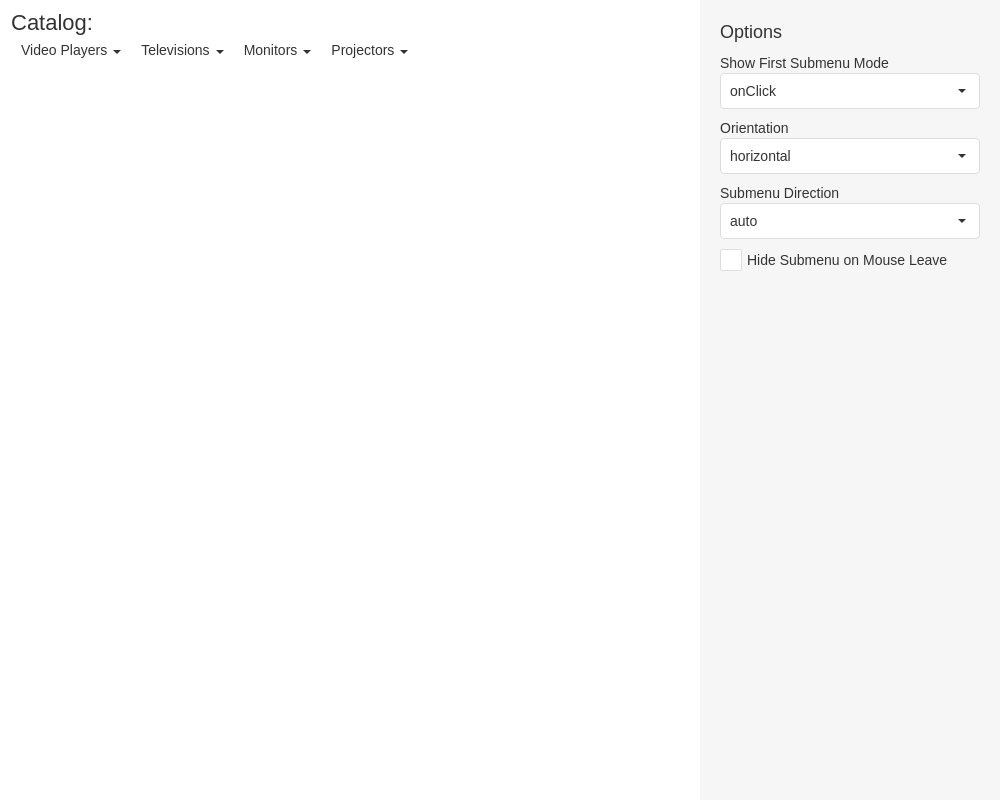 Catalog:
Video Players Televisions Monitors Projectors
Options
Show First Submenu Mode
onClick
Orientation
horizontal
Submenu Direction
auto
Hide Submenu on Mouse Leave